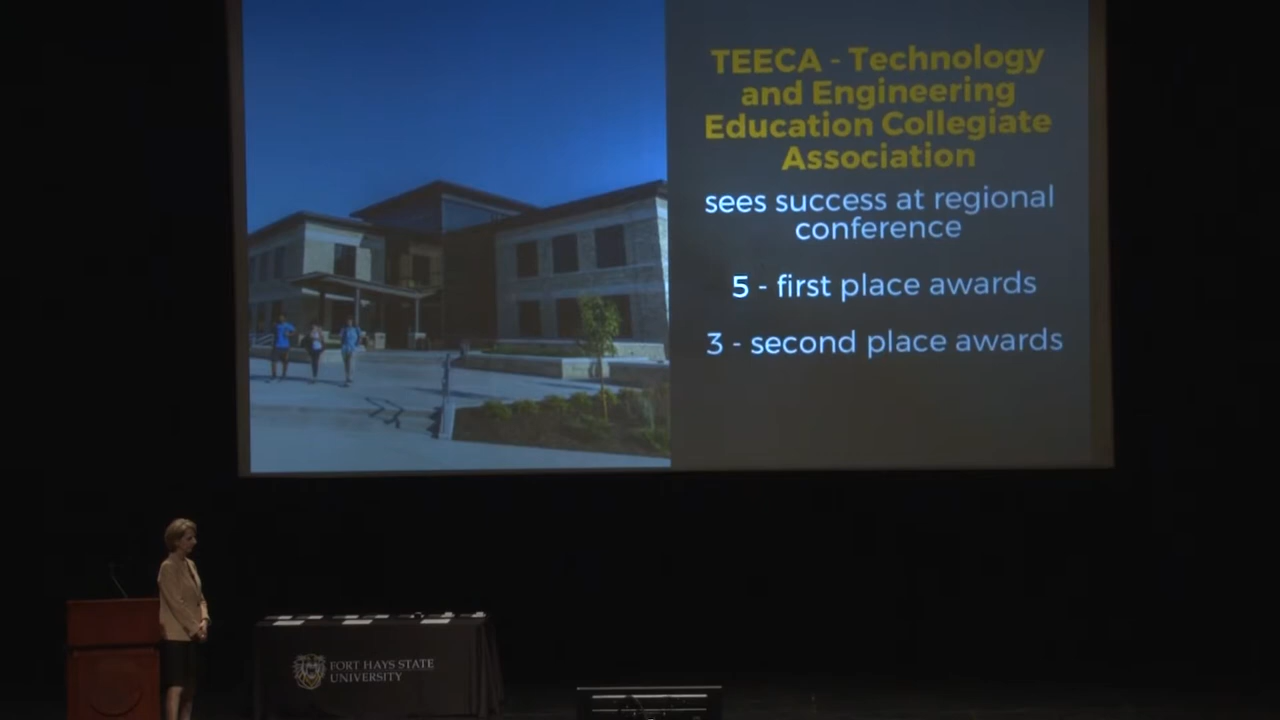 TEECA - Technology
and Engineering
Education Collegiate
Association
sees success at regional
conference
5 - first place awards
3 - second place awards
FORT HAYS STATE
UNIVERSITY